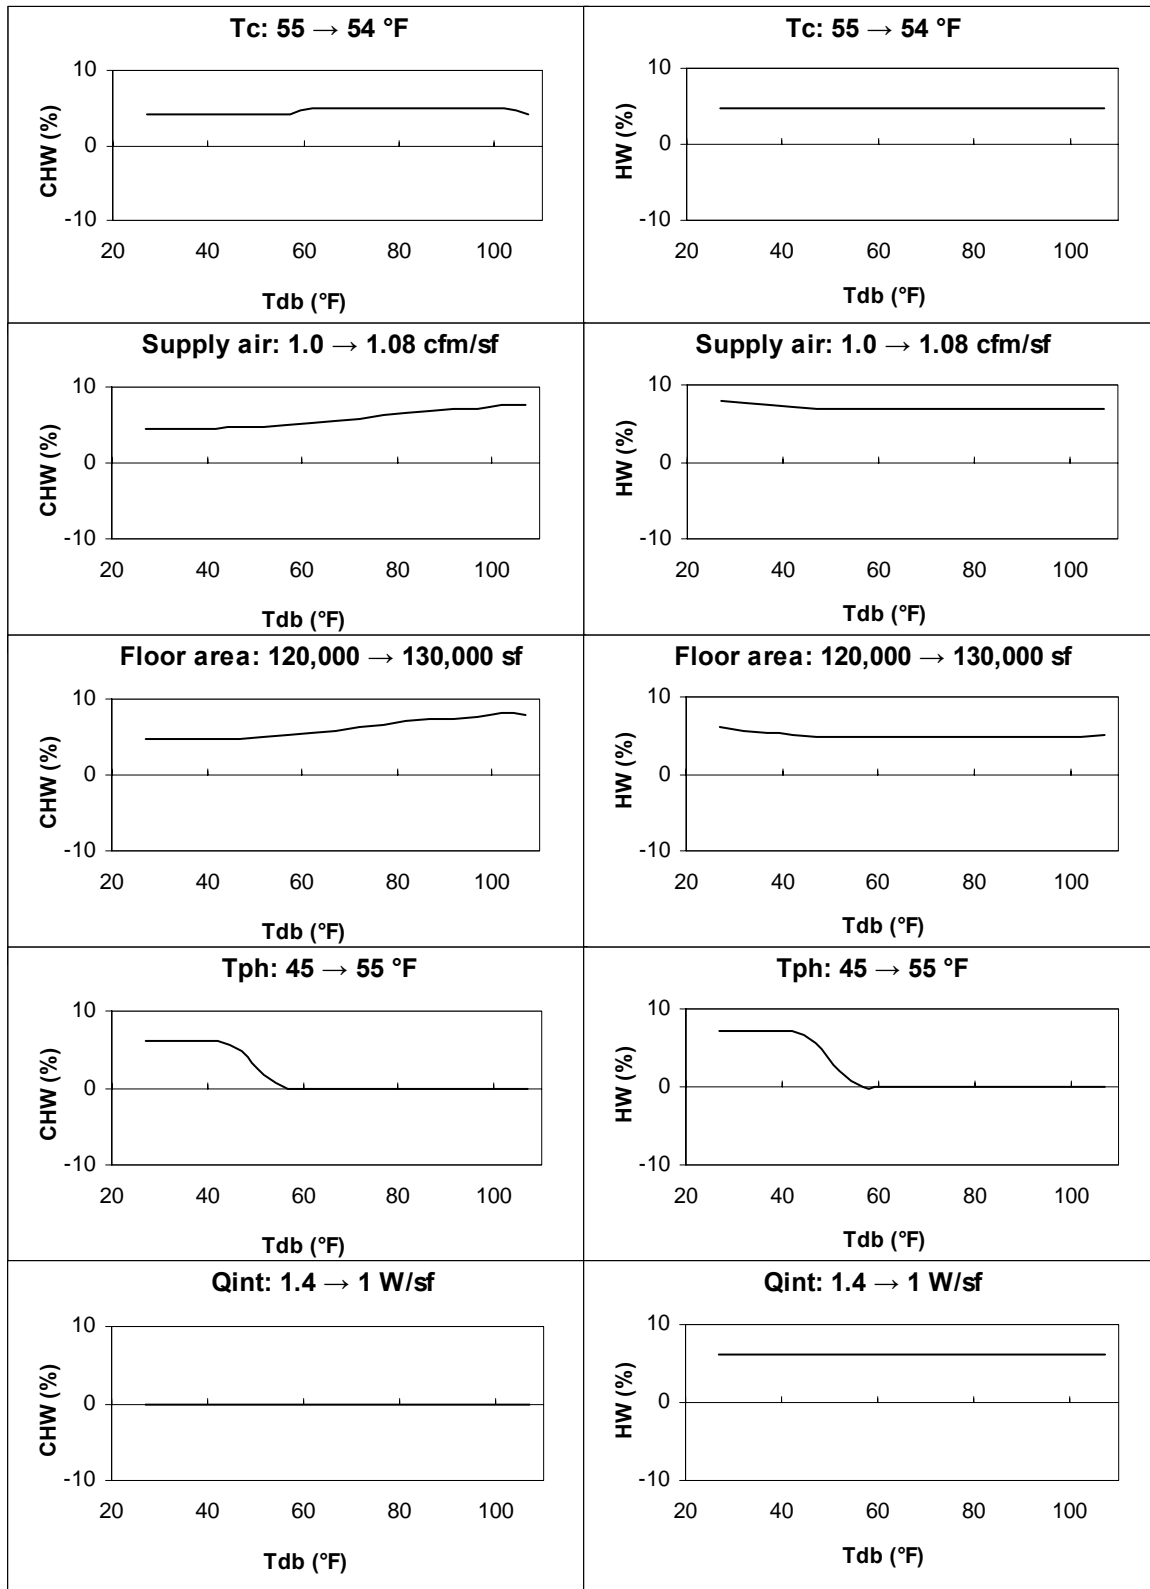 Tc: 55 → 54 °F
10
0
-10
CHW (%)
20 40 60 80 100
Tdb (°F)
Tc: 55 → 54 °F
10
0
-10
HW (%)
20 40 60 80 100
Tdb (°F)
Supply air: 1.0 → 1.08 cfm/sf
10
0
-10
CHW (%)
20 40 60 80 100
Tdb (°F)
Supply air: 1.0 → 1.08 cfm/sf
10
0
-10
HW (%)
20 40 60 80 100
Tdb (°F)
Floor area: 120,000 → 130,000 sf
10
0
-10
CHW (%)
20 40 60 80 100
Tdb (°F)
Floor area: 120,000 → 130,000 sf
10
0
-10
HW (%)
20 40 60 80 100
Tdb (°F)
Tph: 45 → 55 °F
10
0
-10
CHW (%)
20 40 60 80 100
Tdb (°F)
Tph: 45 → 55 °F
10
0
-10
HW (%)
20 40 60 80 100
Tdb (°F)
Qint: 1.4 → 1 W/sf
10
0
-10
CHW (%)
20 40 60 80 100
Tdb (°F)
Qint: 1.4 → 1 W/sf
10
0
-10
HW (%)
20 40 60 80 100
Tdb (°F)